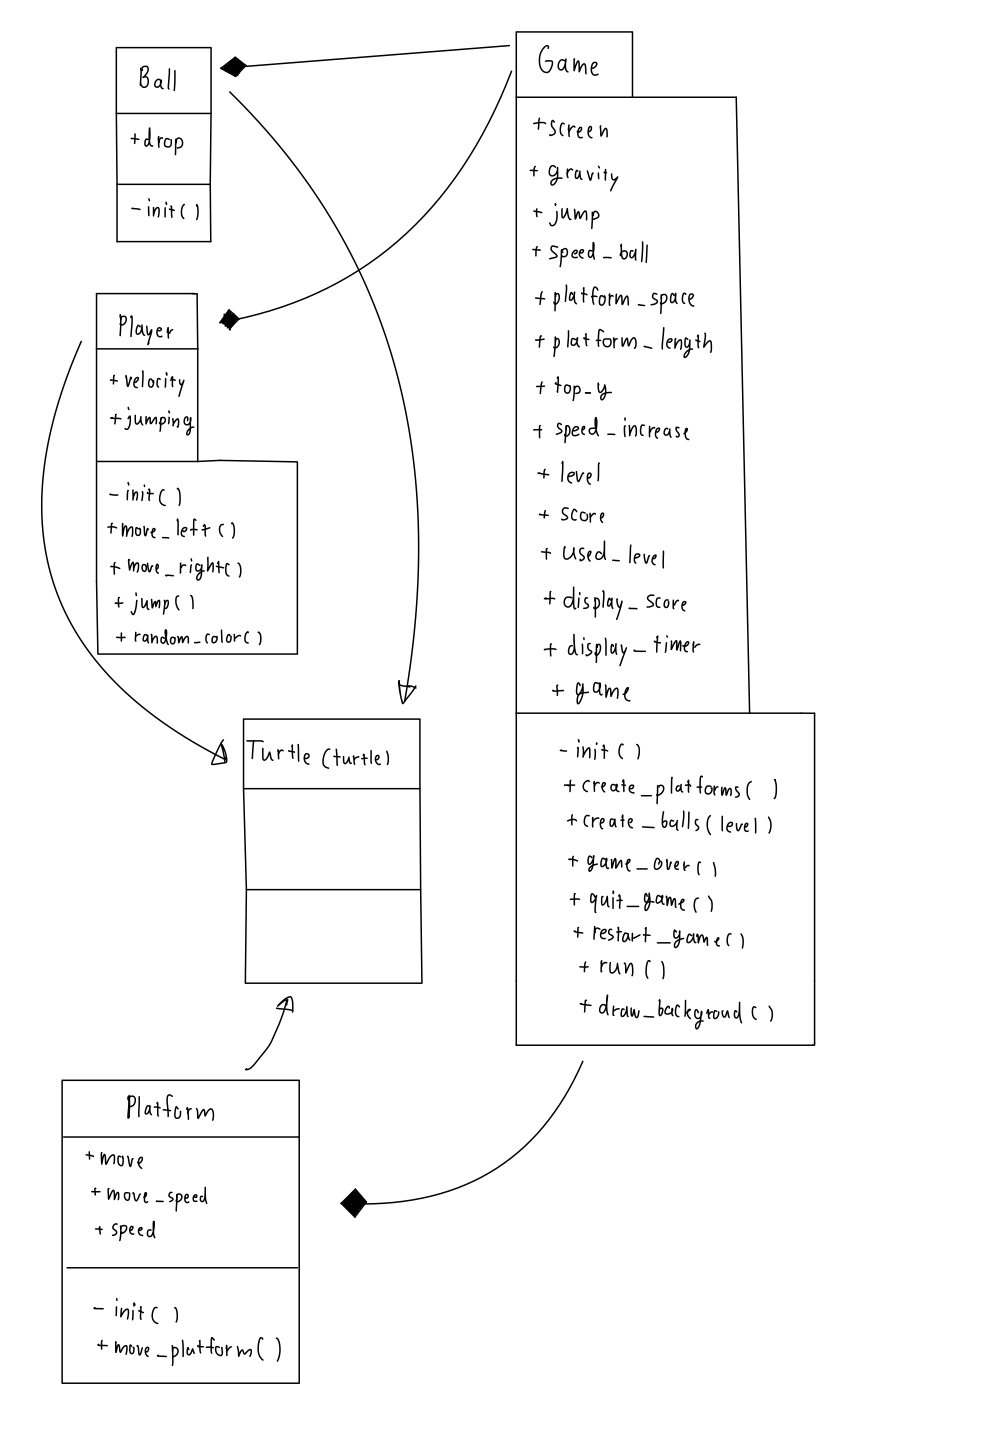 Ball
+drop
- init( )
Player
+ velocity
+ jumping
- init( )
+ move_left( )
+ move_right( )
+ jump( )
+ random_color( )
Game
+ screen
+ gravity
+ jump
+ speed_ball
+ platform_space
+ platform_length
+ top_y
+ speed_increase
+ level
+ score
+ used_level
+ display_score
+ display_timer
+ game
- init( )
+ create_platforms( )
+ create_balls( level )
+ game_over( )
+ quit_game( )
+ restart_game( )
+ run ( )
+ draw_backgroud ( )
Turtle (turtle)
Platform
+ move
+ move_speed
+ speed
- init( )
+ move_platform( )